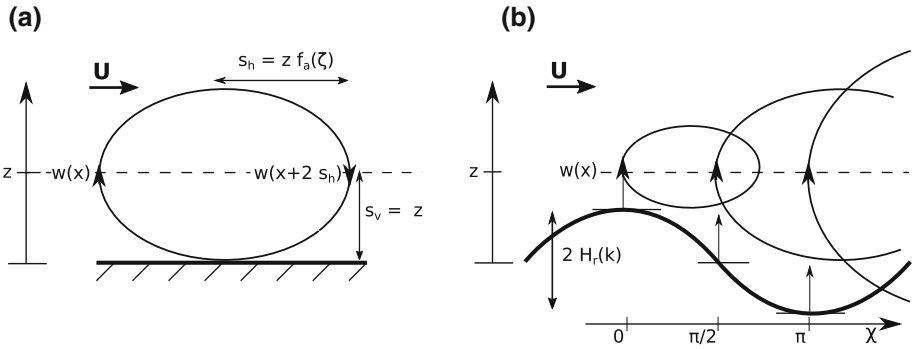 (a)
U
s_h = z f_a(ζ)
z
w(x)
w(x+2 s_h)
s_v = z
(b)
U
z
w(x)
2 H_r(k)
0
π/2
π
χ